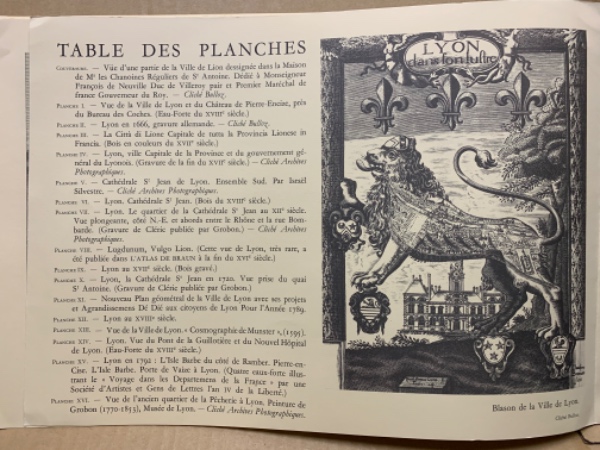 TABLE DES PLANCHES
COUVERTURE. — Vüe d'une partie de la Ville de Lion dessignée dans la Maison
de Mrs les Chanoines Réguliers de St Antoine. Dédié à Monseigneur
François de Neuville Duc de Villeroy pair et Premier Maréchal de
france Gouverneur du Roy. — Cliché Bulloz.
PLANCHE I. — Vue de la Ville de Lyon et du Château de Pierre-Encize, près
du Bureau des Coches. (Eau-Forte du XVIIIe siècle.)
PLANCHE II. — Lyon en 1666, gravure allemande. — Cliché Bulloz.
PLANCHE III. — La Citti di Lione Capitale de tutta la Provincia Lionese in
Francia. (Bois en couleurs du XVIIe siècle.)
PLANCHE IV. — Lyon, ville Capitale de la Province et du gouvernement gé-
néral du Lyonois. (Gravure de la fin du XVIIe siècle.) — Cliché Archives
Photographiques.
PLANCHE V. — Cathédrale St Jean de Lyon. Ensemble Sud. Par Israël
Silvestre. — Cliché Archives Photographiques.
PLANCHE VI. — Lyon. Cathédrale St Jean. (Bois du XVIIIe siècle.)
PLANCHE VII. — Lyon. Le quartier de la Cathédrale St Jean au XIIe siècle.
Vue plongeante, côté N.-E. et abords entre le Rhône et la rue Bom-
barde. (Gravure de Cléric publiée par Grobon.) — Cliché Archives
Photographiques.
PLANCHE VIII. — Lugdunum, Vulgo Lion. (Cette vue de Lyon, très rare, a
été publiée dans L'ATLAS DE BRAUN à la fin du XVIe siècle.)
PLANCHE IX. — Lyon au XVIIe siècle. (Bois gravé.)
PLANCHE X. — Lyon, la Cathédrale St Jean en 1720. Vue prise du quai
St Antoine. (Gravure de Cléric publiée par Grobon.)
PLANCHE XI. — Nouveau Plan géométral de la Ville de Lyon avec ses projets
et Agrandissemens Dé Dié aux citoyens de Lyon Pour l'Année 1789.
PLANCHE XII. — Lyon au XVIIIe siècle.
PLANCHE XIII. — Vue de la Ville de Lyon. « Cosmographie de Munster », (1595).
PLANCHE XIV. — Lyon. Vue du Pont de la Guillotière et du Nouvel Hôpital
de Lyon. (Eau-Forte du XVIIIe siècle.)
PLANCHE XV. — Lyon en 1792 : L'Isle Barbe du côté de Ramber. Pierre-en-
Cise. L'Isle Barbe. Porte de Vaize à Lyon. (Quatre eaux-forte illus-
trant le « Voyage dans les Departemens de la France » par une
Société d'Artistes et Gens de Lettres l'an IV de la Liberté.)
PLANCHE XVI. — Vue de l'ancien quartier de la Pêcherie à Lyon. Peinture de
Grobon (1770-1853), Musée de Lyon. — Cliché Archives Photographiques.
LYON
dans son lustre
Blason de la Ville de Lyon.
Cliché Bulloz.